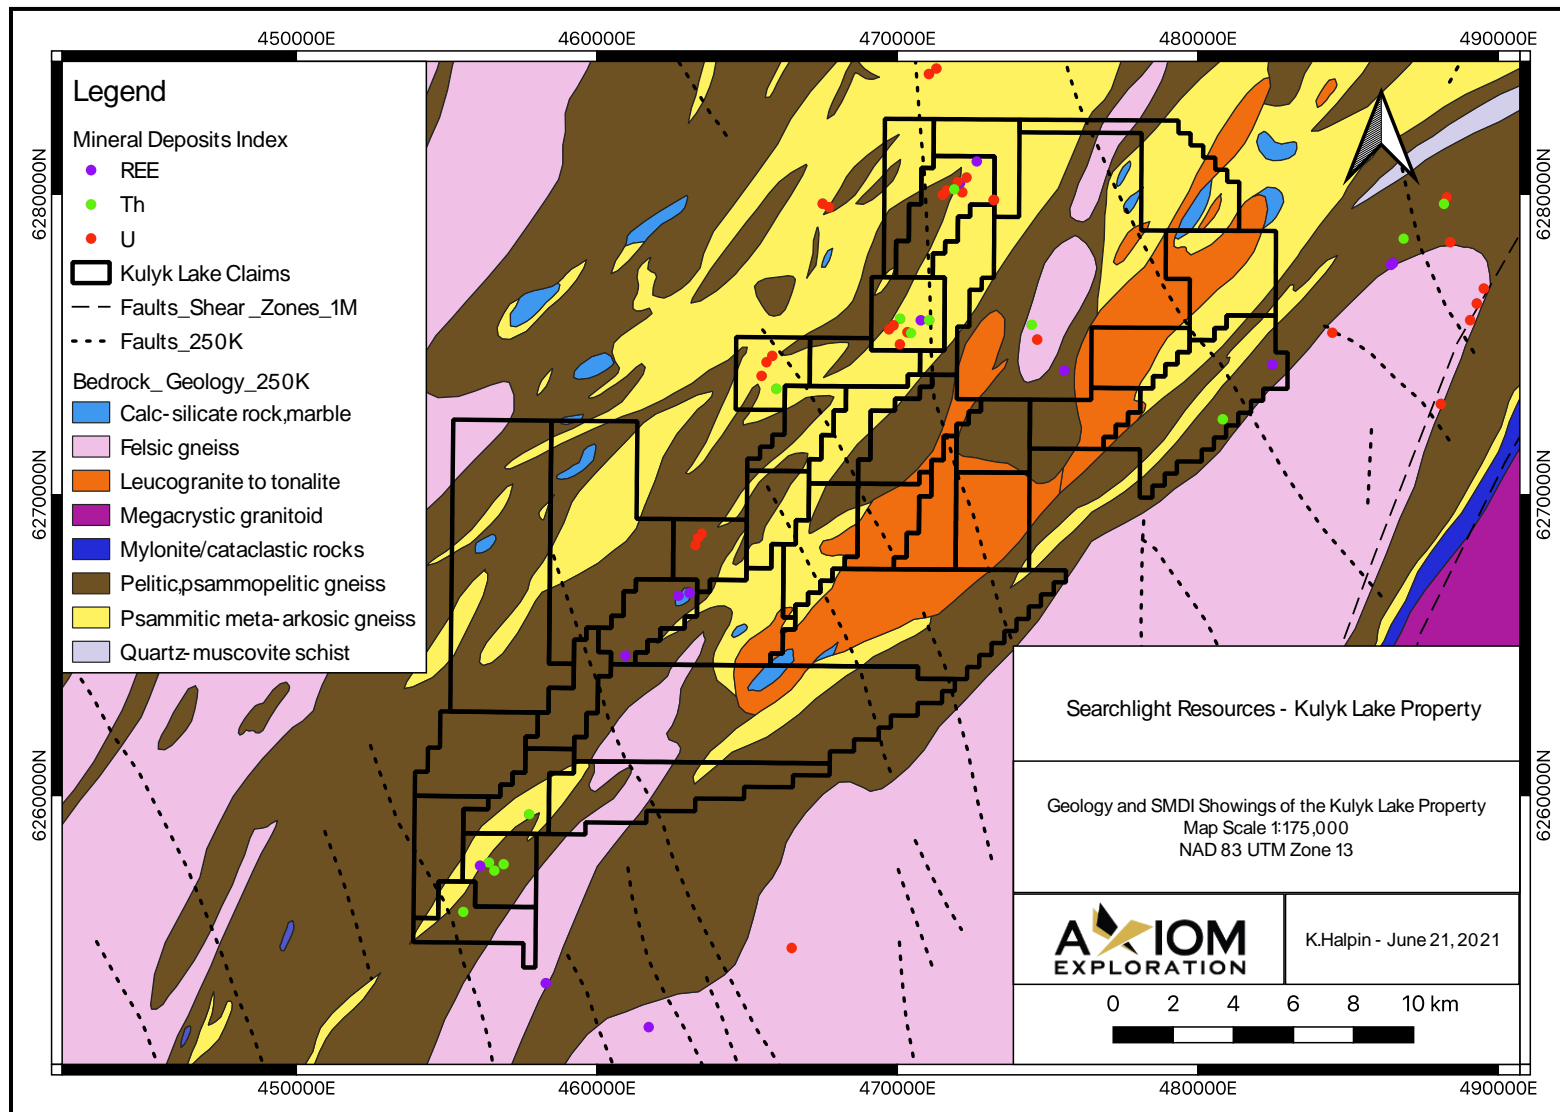 450000E 460000E 470000E 480000E 490000E
Legend
Mineral Deposits Index
REE
Th
U
Kulyk Lake Claims
Faults_Shear_Zones_1M
Faults_250K
Bedrock_Geology_250K
Calc-silicate rock,marble
Felsic gneiss
Leucogranite to tonalite
Megacrystic granitoid
Mylonite/cataclastic rocks
Pelitic,psammopelitic gneiss
Psammitic meta-arkosic gneiss
Quartz-muscovite schist
6280000N
6270000N
6260000N
6280000N
6270000N
6260000N
Searchlight Resources - Kulyk Lake Property
Geology and SMDI Showings of the Kulyk Lake Property
Map Scale 1:175,000
NAD 83 UTM Zone 13
AXIOM
EXPLORATION
K.Halpin - June 21, 2021
0 2 4 6 8 10 km
450000E 460000E 470000E 480000E 490000E